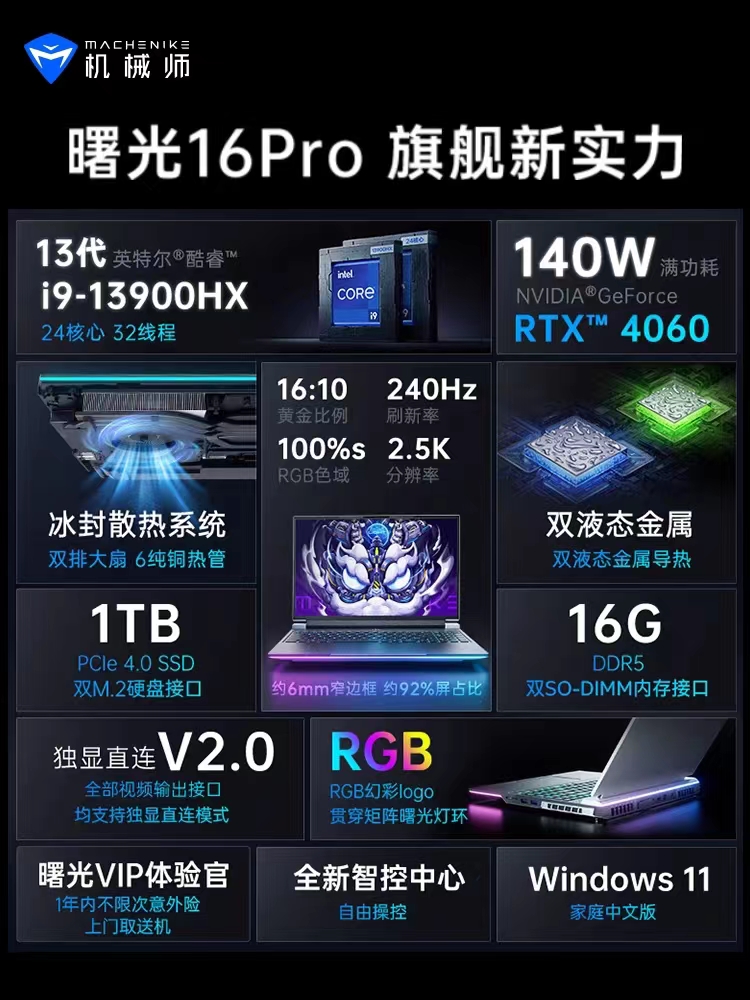 MACHENIKE
机械师
曙光16Pro 旗舰新实力
13代 英特尔®酷睿™
i9-13900HX
24核心 32线程
13900HX
24核心
intel
CORE
i9
140W 满功耗
NVIDIA®GeForce
RTX™ 4060
冰封散热系统
双排大扇 6纯铜热管
16:10 240Hz
黄金比例 刷新率
100%s 2.5K
RGB色域 分辨率
约6mm窄边框 约92%屏占比
双液态金属
双液态金属导热
1TB
PCIe 4.0 SSD
双M.2硬盘接口
16G
DDR5
双SO-DIMM内存接口
独显直连V2.0
全部视频输出接口
均支持独显直连模式
RGB
RGB幻彩logo
贯穿矩阵曙光灯环
曙光VIP体验官
1年内不限次意外险
上门取送机
全新智控中心
自由操控
Windows 11
家庭中文版